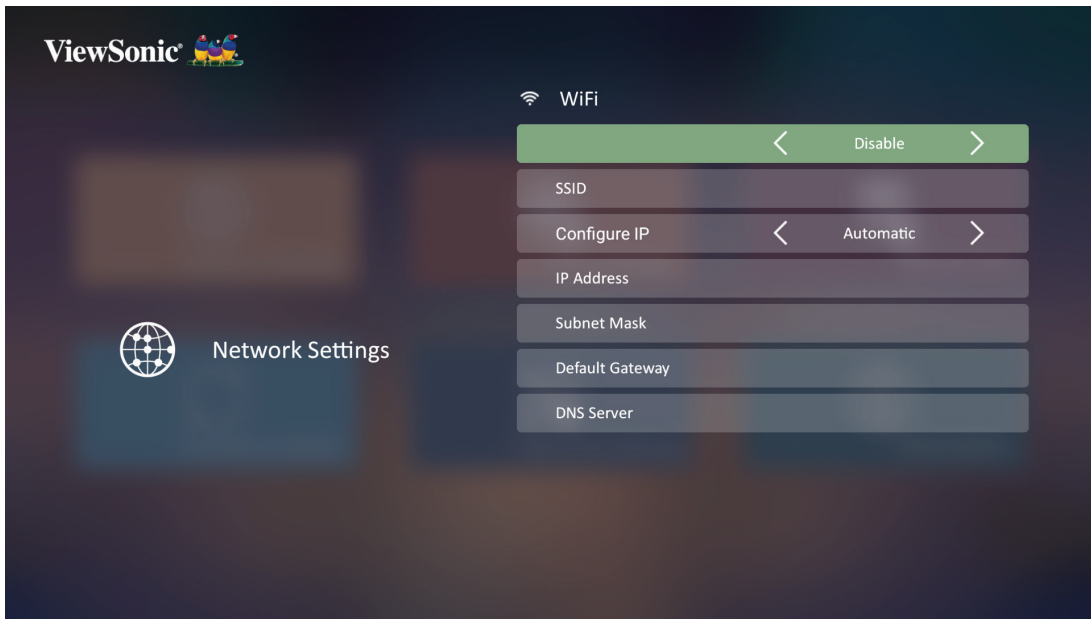 ViewSonic®
WiFi
Disable
SSID
Configure IP Automatic
IP Address
Subnet Mask
Network Settings
Default Gateway
DNS Server